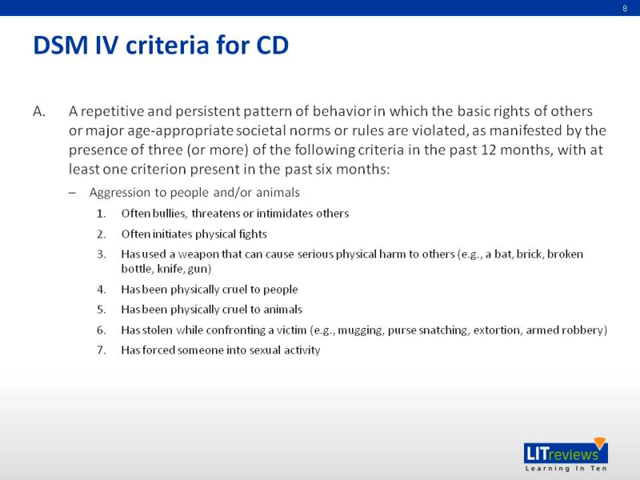 8
DSM IV criteria for CD
A. A repetitive and persistent pattern of behavior in which the basic rights of others
or major age-appropriate societal norms or rules are violated, as manifested by the
presence of three (or more) of the following criteria in the past 12 months, with at
least one criterion present in the past six months:
– Aggression to people and/or animals
1. Often bullies, threatens or intimidates others
2. Often initiates physical fights
3. Has used a weapon that can cause serious physical harm to others (e.g., a bat, brick, broken
bottle, knife, gun)
4. Has been physically cruel to people
5. Has been physically cruel to animals
6. Has stolen while confronting a victim (e.g., mugging, purse snatching, extortion, armed robbery)
7. Has forced someone into sexual activity
LITreviews
Learning In Ten